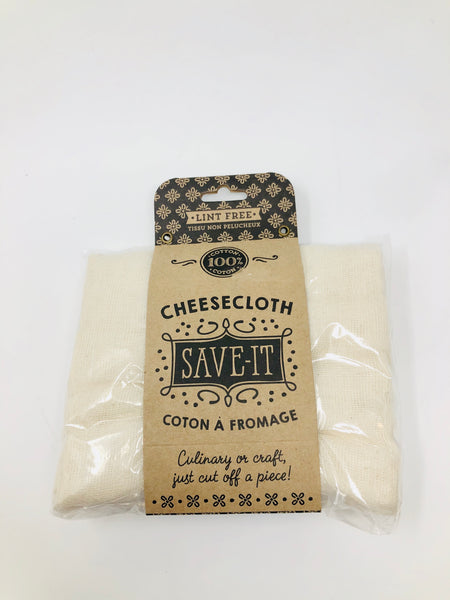 • LINT FREE •
TISSU NON PELUCHEUX
COTTON
100%
COTON
CHEESECLOTH
SAVE-IT
COTON À FROMAGE
Culinary or craft,
just cut off a piece!